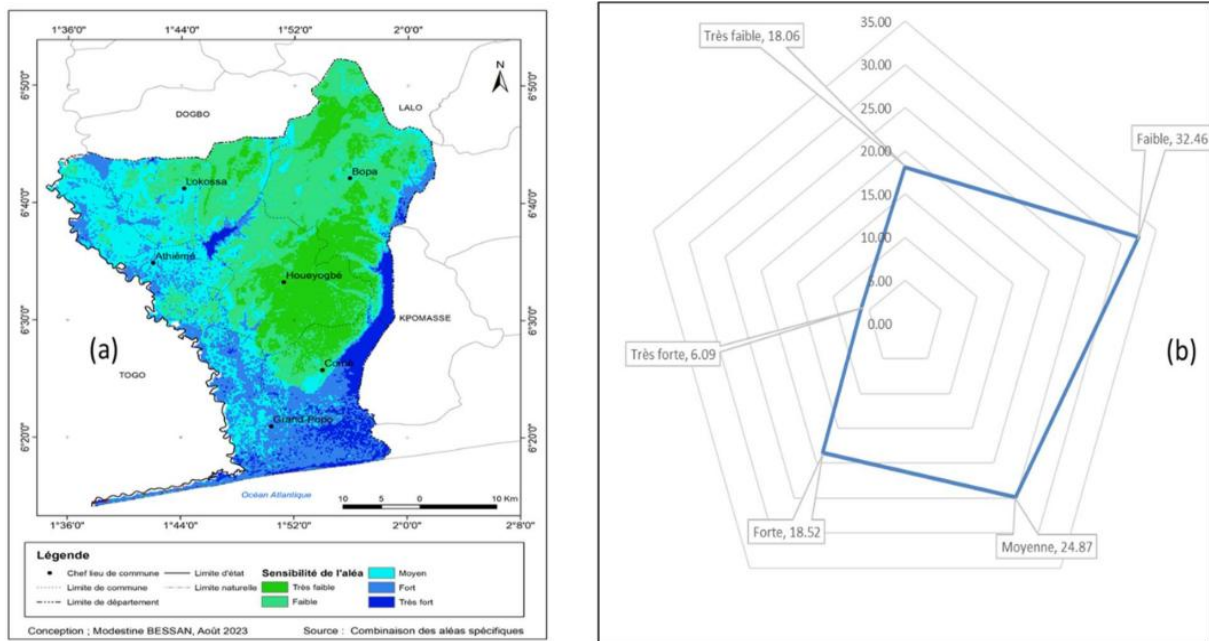 1°36'0"E 1°44'0"E 1°52'0"E 2°0'0"E
6°50'0"N
6°40'0"N
6°30'0"N
6°20'0"N
6°50'0"N
6°40'0"N
6°30'0"N
6°20'0"N
N
DOGBO
LALO
Lokossa
Bopa
Athiémé
Houeyogbé
KPOMASSE
(a)
TOGO
Comè
Grand-Popo
Océan Atlantique
10 5 0 10 Km
1°36'0"E 1°44'0"E 1°52'0"E 2°0'0"E 2°8'0"E
Légende
Chef lieu de commune
Limite de commune
Limite de département
Limite d'état
Limite naturelle
Sensibilité de l'aléa
Très faible
Faible
Moyen
Fort
Très fort
Conception ; Modestine BESSAN, Août 2023 Source : Combinaison des aléas spécifiques
35.00
30.00
25.00
20.00
15.00
10.00
5.00
0.00
Très faible, 18.06
Faible, 32.46
Très forte, 6.09
(b)
Forte, 18.52
Moyenne, 24.87